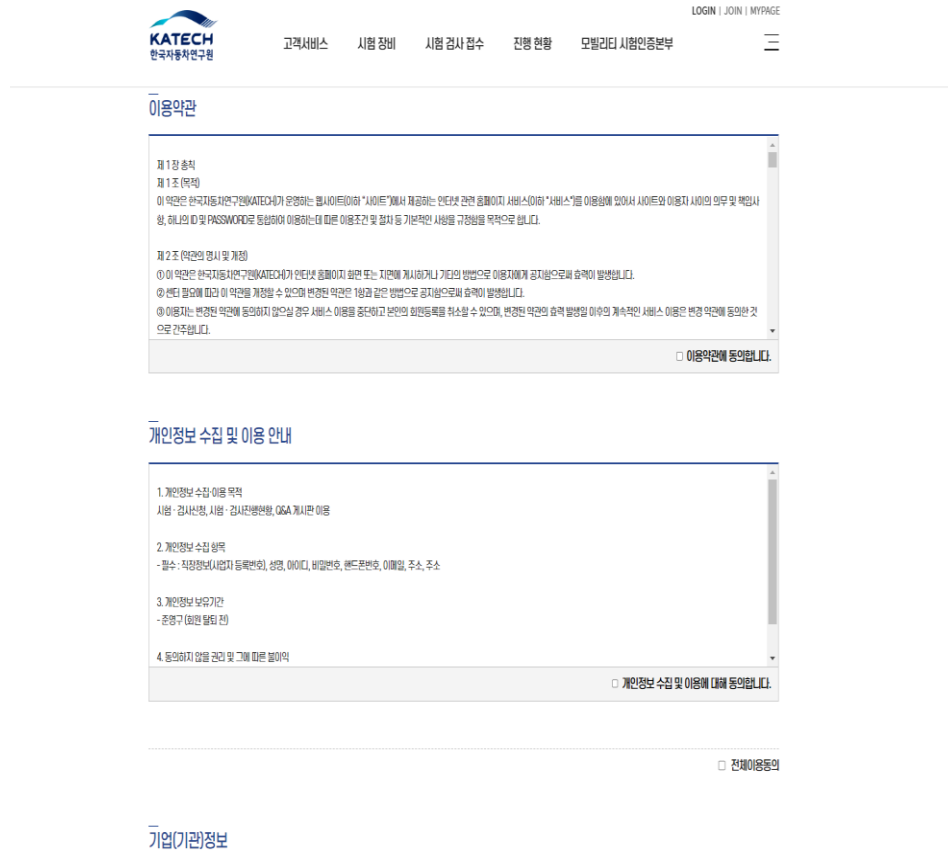 LOGIN | JOIN | MYPAGE
KATECH
한국자동차연구원
고객서비스 시험 장비 시험 검사 접수 진행 현황 모빌리티 시험인증본부
이용약관
제 1 장 총칙
제 1 조 (목적)
이 약관은 한국자동차연구원(KATECH)가 운영하는 웹사이트(이하 "사이트")에서 제공하는 인터넷 관련 홈페이지 서비스(이하 "서비스")를 이용함에 있어서 사이트와 이용자 사이의 의무 및 책임사
항, 하나의 ID 및 PASSWORD로 통합하여 이용하는데 따른 이용조건 및 절차 등 기본적인 사항을 규정함을 목적으로 합니다.
제 2 조 (약관의 명시 및 개정)
① 이 약관은 한국자동차연구원(KATECH)가 인터넷 홈페이지 화면 또는 지면에 게시하거나 기타의 방법으로 이용자에게 공지함으로써 효력이 발생합니다.
② 센터 필요에 따라 이 약관을 개정할 수 있으며 변경된 약관은 1항과 같은 방법으로 공지함으로써 효력이 발생합니다.
③ 이용자는 변경된 약관에 동의하지 않으실 경우 서비스 이용을 중단하고 본인의 회원등록을 취소할 수 있으며, 변경된 약관의 효력 발생일 이후의 계속적인 서비스 이용은 변경 약관에 동의한 것
으로 간주합니다.
이용약관에 동의합니다.
개인정보 수집 및 이용 안내
1. 개인정보 수집·이용 목적
시험 · 검사신청, 시험 · 검사진행현황, Q&A 게시판 이용
2. 개인정보 수집 항목
- 필수 : 직장정보(사업자 등록번호), 성명, 아이디, 비밀번호, 핸드폰번호, 이메일, 주소, 주소
3. 개인정보 보유기간
- 준영구 (회원 탈퇴 전)
4. 동의하지 않을 권리 및 그에 따른 불이익
개인정보 수집 및 이용에 대해 동의합니다.
전체이용동의
기업(기관)정보